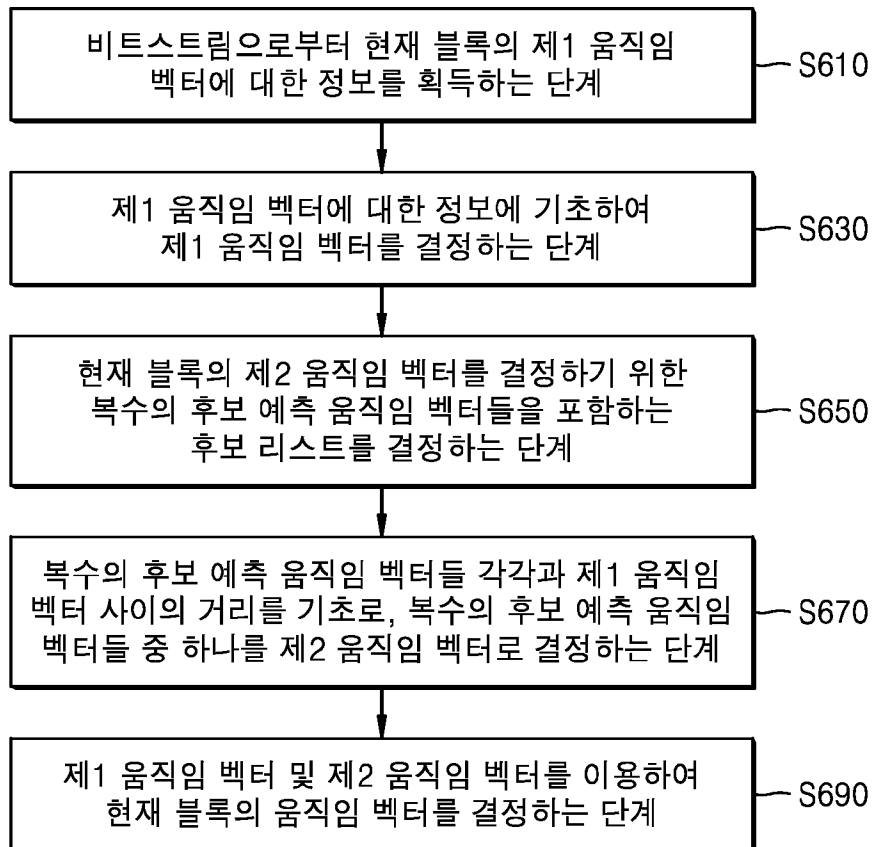 비트스트림으로부터 현재 블록의 제1 움직임
벡터에 대한 정보를 획득하는 단계
S610
제1 움직임 벡터에 대한 정보에 기초하여
제1 움직임 벡터를 결정하는 단계
S630
현재 블록의 제2 움직임 벡터를 결정하기 위한
복수의 후보 예측 움직임 벡터들을 포함하는
후보 리스트를 결정하는 단계
S650
복수의 후보 예측 움직임 벡터들 각각과 제1 움직임
벡터 사이의 거리를 기초로, 복수의 후보 예측 움직임
벡터들 중 하나를 제2 움직임 벡터로 결정하는 단계
S670
제1 움직임 벡터 및 제2 움직임 벡터를 이용하여
현재 블록의 움직임 벡터를 결정하는 단계
S690